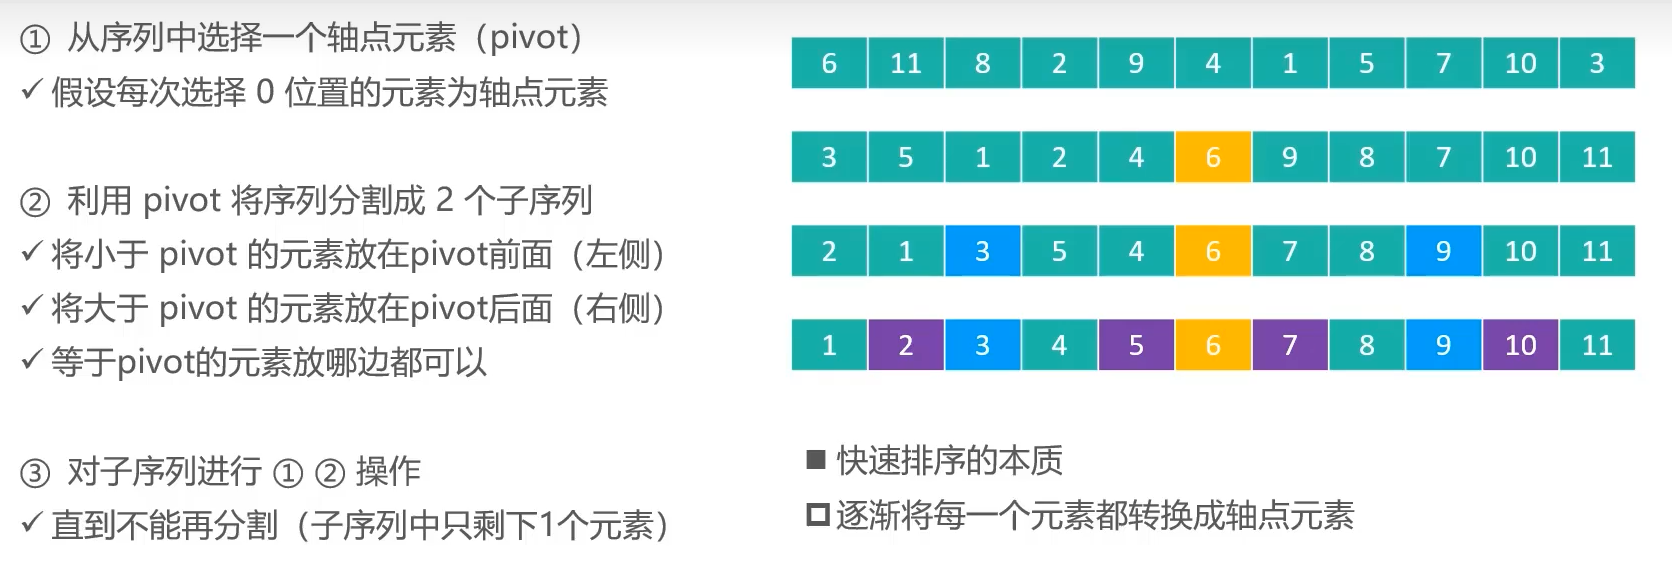 ① 从序列中选择一个轴点元素（pivot）
✓ 假设每次选择 0 位置的元素为轴点元素
② 利用 pivot 将序列分割成 2 个子序列
✓ 将小于 pivot 的元素放在pivot前面（左侧）
✓ 将大于 pivot 的元素放在pivot后面（右侧）
✓ 等于pivot的元素放哪边都可以
③ 对子序列进行 ① ② 操作
✓ 直到不能再分割（子序列中只剩下1个元素）
6 11 8 2 9 4 1 5 7 10 3
3 5 1 2 4 6 9 8 7 10 11
2 1 3 5 4 6 7 8 9 10 11
1 2 3 4 5 6 7 8 9 10 11
■ 快速排序的本质
□ 逐渐将每一个元素都转换成轴点元素